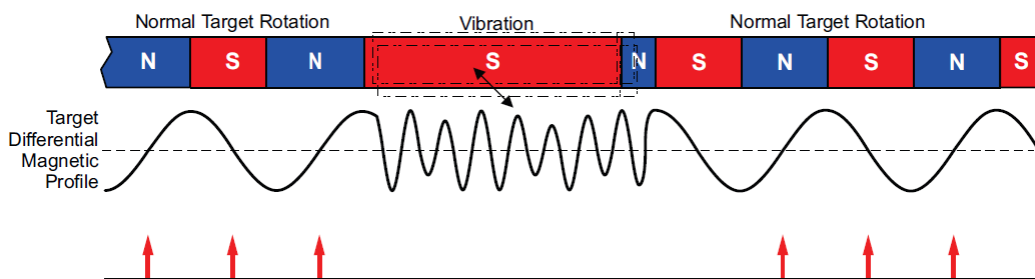 Normal Target Rotation
Vibration
Normal Target Rotation
N
S
N
S
N
S
N
S
N
S
Target
Differential
Magnetic
Profile